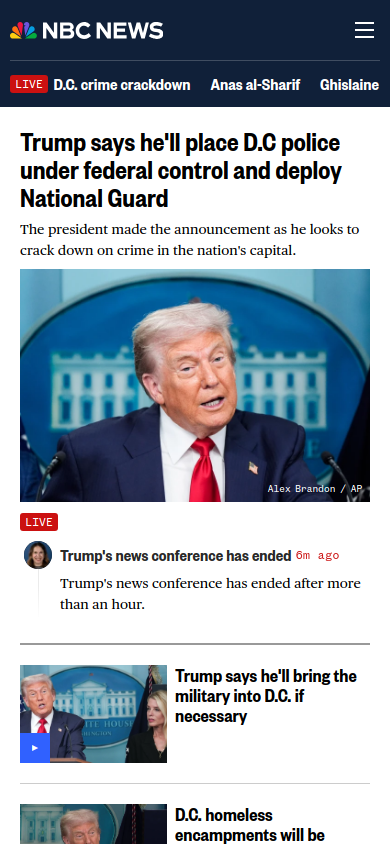 NBC NEWS
LIVE D.C. crime crackdown Anas al-Sharif Ghislaine
Trump says he'll place D.C police
under federal control and deploy
National Guard
The president made the announcement as he looks to
crack down on crime in the nation's capital.
Alex Brandon / AP
LIVE
Trump's news conference has ended 6m ago
Trump's news conference has ended after more
than an hour.
Trump says he'll bring the
military into D.C. if
necessary
D.C. homeless
encampments will be